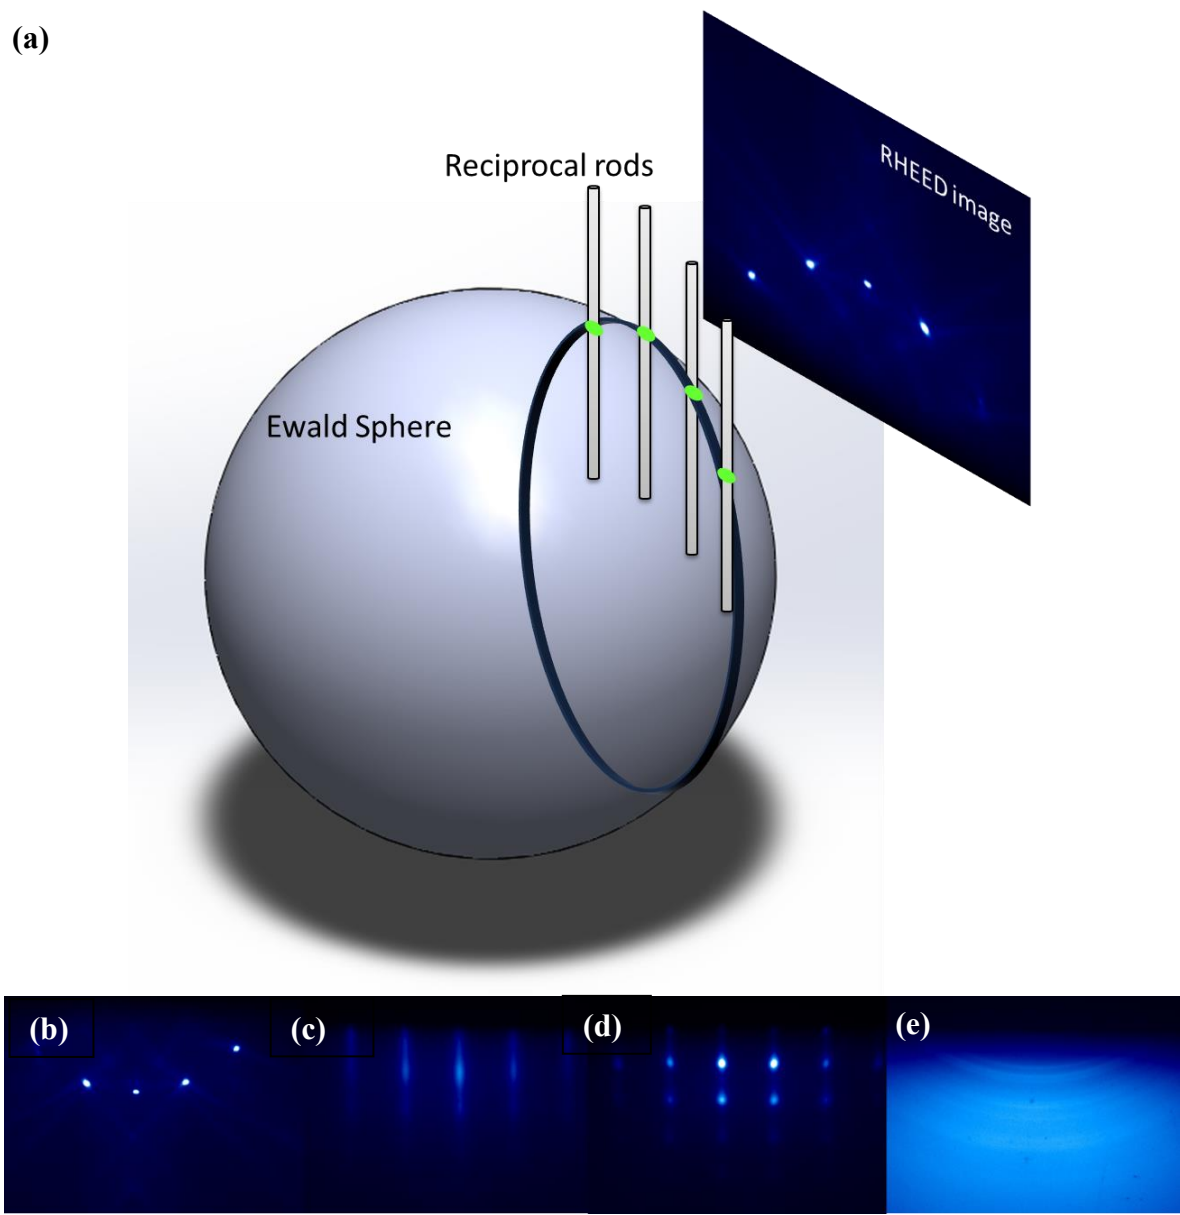 (a)
Reciprocal rods
RHEED image
Ewald Sphere
(b)
(c)
(d)
(e)